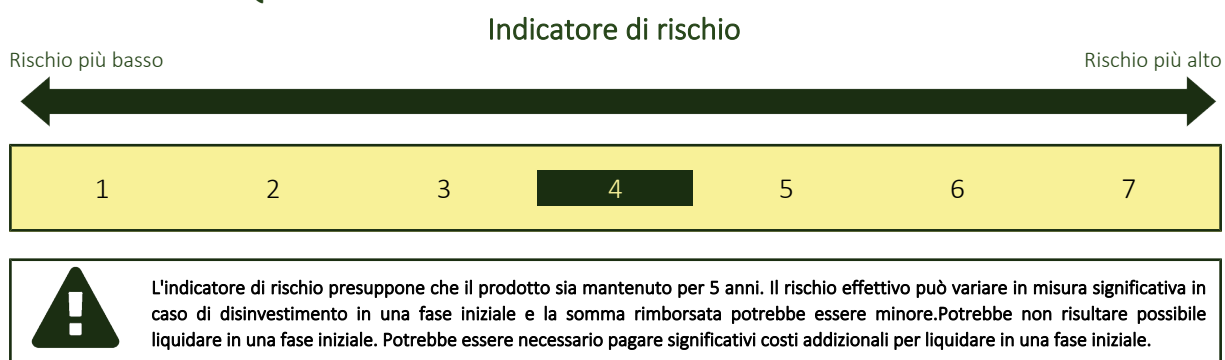 Indicatore di rischio
Rischio più basso Rischio più alto
1 2 3 4 5 6 7
L'indicatore di rischio presuppone che il prodotto sia mantenuto per 5 anni. Il rischio effettivo può variare in misura significativa in
caso di disinvestimento in una fase iniziale e la somma rimborsata potrebbe essere minore.Potrebbe non risultare possibile
liquidare in una fase iniziale. Potrebbe essere necessario pagare significativi costi addizionali per liquidare in una fase iniziale.